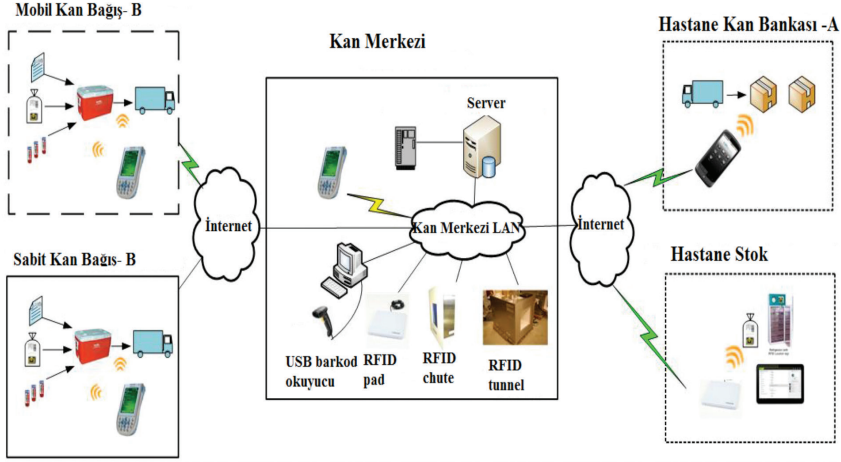 Mobil Kan Bağış- B
Kan Merkezi
Hastane Kan Bankası -A
Server
İnternet
Kan Merkezi LAN
İnternet
Sabit Kan Bağıs- B
Hastane Stok
USB barkod
okuyucu
RFID
pad
RFID
chute
RFID
tunnel